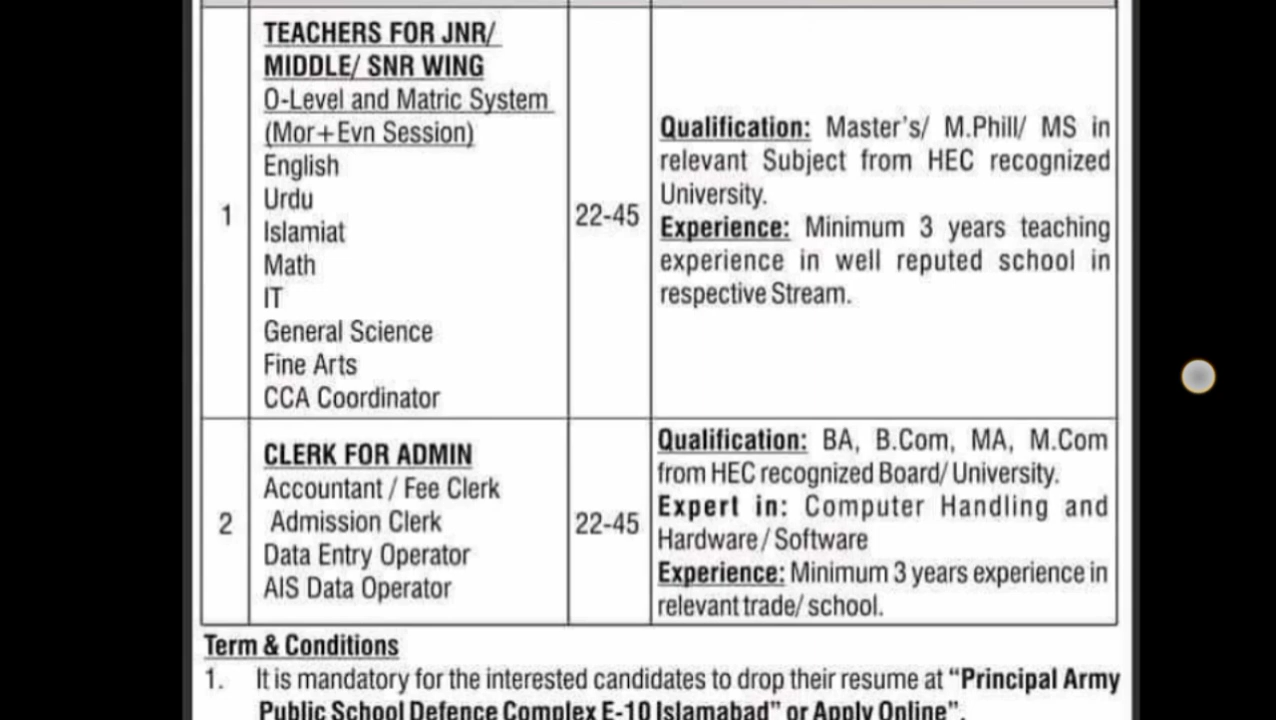 TEACHERS FOR JNR/
MIDDLE/ SNR WING
O-Level and Matric System
(Mor+Evn Session)
English
Urdu
Islamiat
Math
IT
General Science
Fine Arts
CCA Coordinator
1
22-45
Qualification: Master's/ M.Phill/ MS in
relevant Subject from HEC recognized
University.
Experience: Minimum 3 years teaching
experience in well reputed school in
respective Stream.
2
CLERK FOR ADMIN
Accountant / Fee Clerk
Admission Clerk
Data Entry Operator
AIS Data Operator
22-45
Qualification: BA, B.Com, MA, M.Com
from HEC recognized Board/ University.
Expert in: Computer Handling and
Hardware / Software
Experience: Minimum 3 years experience in
relevant trade/ school.
Term & Conditions
1. It is mandatory for the interested candidates to drop their resume at “Principal Army
Public School Defence Complex E-10 Islamabad” or Apply Online”.